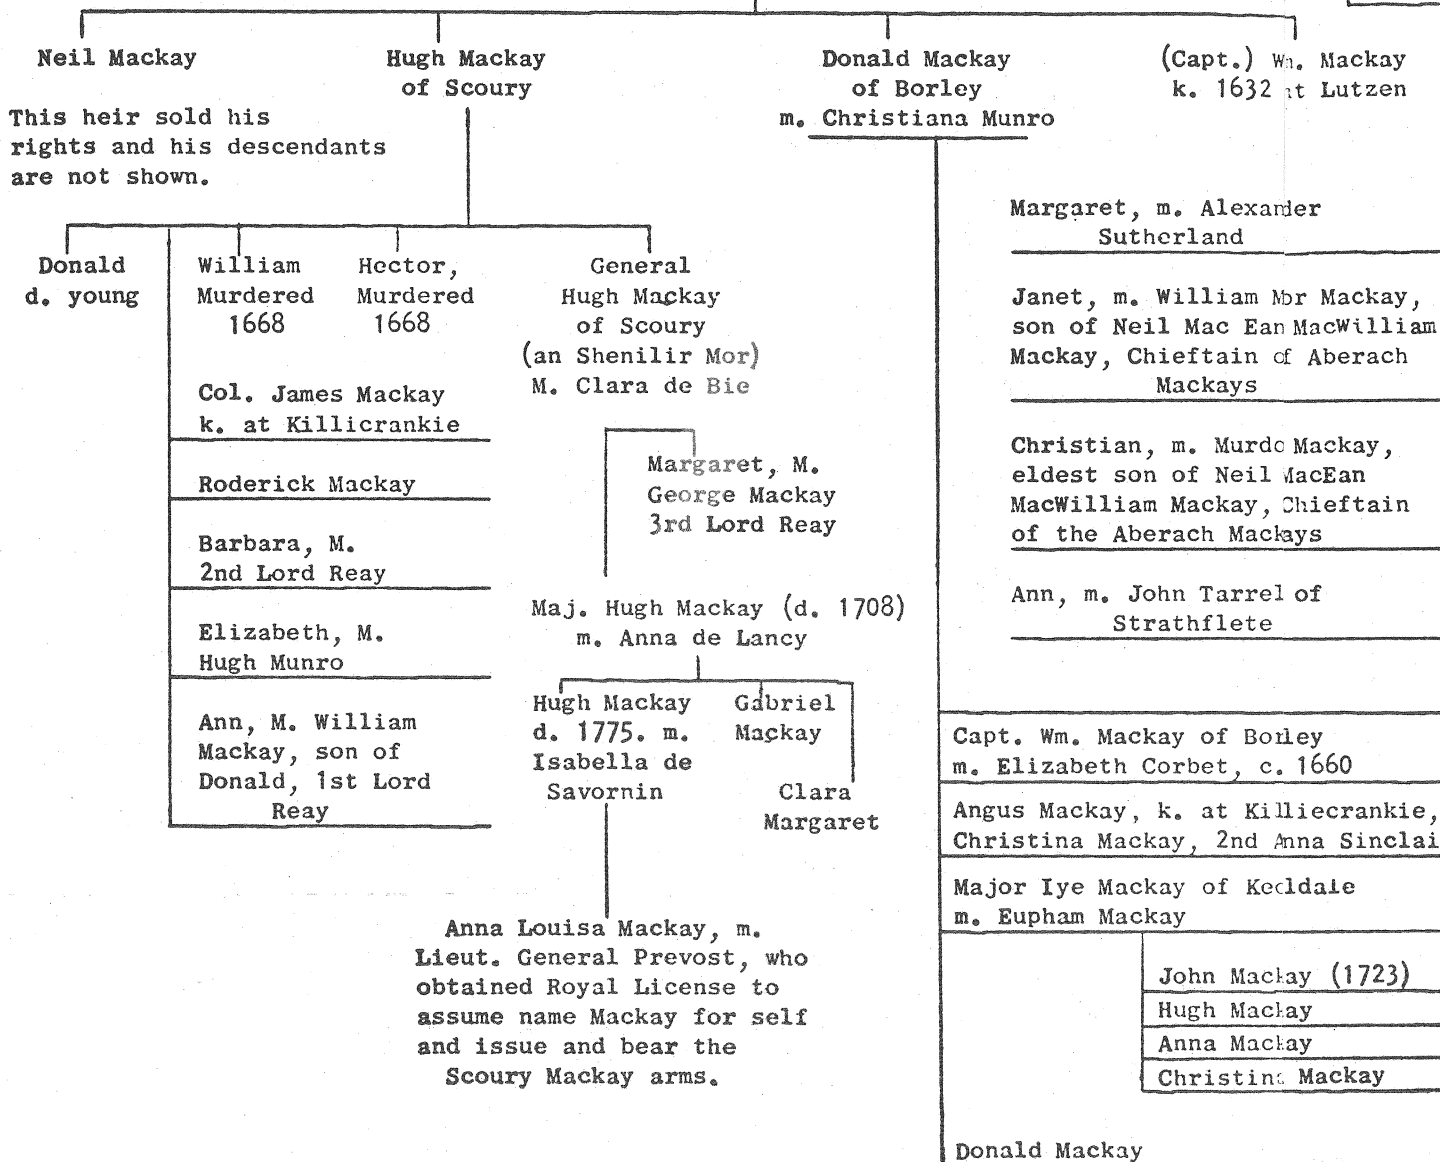 Neil Mackay
This heir sold his
rights and his descendants
are not shown.
Hugh Mackay
of Scoury
Donald Mackay
of Borley
m. Christiana Munro
(Capt.) Wm. Mackay
k. 1632 at Lutzen
Donald
d. young
William
Murdered
1668
Hector,
Murdered
1668
General
Hugh Mackay
of Scoury
(an Shenilir Mor)
M. Clara de Bie
Col. James Mackay
k. at Killicrankie
Roderick Mackay
Barbara, M.
2nd Lord Reay
Elizabeth, M.
Hugh Munro
Ann, M. William
Mackay, son of
Donald, 1st Lord
Reay
Margaret, M.
George Mackay
3rd Lord Reay
Maj. Hugh Mackay (d. 1708)
m. Anna de Lancy
Hugh Mackay
d. 1775. m.
Isabella de
Savornin
Gabriel
Mackay
Clara
Margaret
Anna Louisa Mackay, m.
Lieut. General Prevost, who
obtained Royal License to
assume name Mackay for self
and issue and bear the
Scoury Mackay arms.
Margaret, m. Alexander
Sutherland
Janet, m. William Mor Mackay,
son of Neil Mac Ean MacWilliam
Mackay, Chieftain of Aberach
Mackays
Christian, m. Murdo Mackay,
eldest son of Neil MacEan
MacWilliam Mackay, Chieftain
of the Aberach Mackays
Ann, m. John Tarrel of
Strathflete
Capt. Wm. Mackay of Borley
m. Elizabeth Corbet, c. 1660
Angus Mackay, k. at Killiecrankie,
Christina Mackay, 2nd Anna Sinclai
Major Iye Mackay of Keeldale
m. Eupham Mackay
John Mackay (1723)
Hugh Mackay
Anna Mackay
Christina Mackay
Donald Mackay